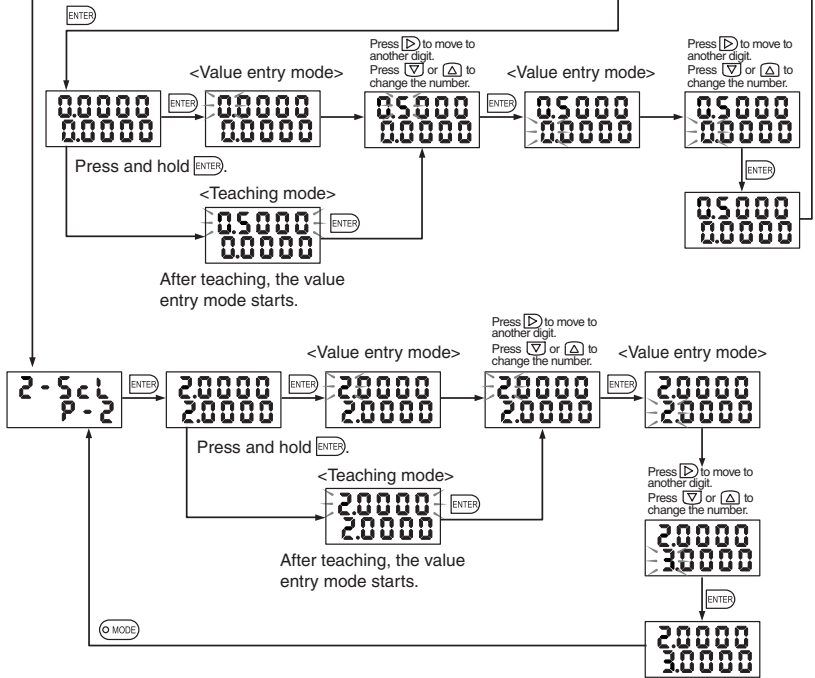 ENTER
Press ▷ to move to
another digit.
Press ▽ or △ to
change the number.
Press ▷ to move to
another digit.
Press ▽ or △ to
change the number.
<Value entry mode>
<Value entry mode>
0.0000
0.0000
ENTER
0.0000
0.0000
0.5000
0.0000
ENTER
0.5000
0.0000
0.5000
0.0000
Press and hold ENTER.
ENTER
<Teaching mode>
0.5000
0.0000
ENTER
0.5000
0.0000
After teaching, the value
entry mode starts.
Press ▷ to move to
another digit.
Press ▽ or △ to
change the number.
<Value entry mode>
<Value entry mode>
2-ScL
P-2
ENTER
2.0000
2.0000
ENTER
2.0000
2.0000
2.0000
2.0000
ENTER
2.0000
2.0000
Press and hold ENTER.
<Teaching mode>
2.0000
2.0000
ENTER
Press ▷ to move to
another digit.
Press ▽ or △ to
change the number.
2.0000
3.0000
After teaching, the value
entry mode starts.
ENTER
MODE
2.0000
3.0000